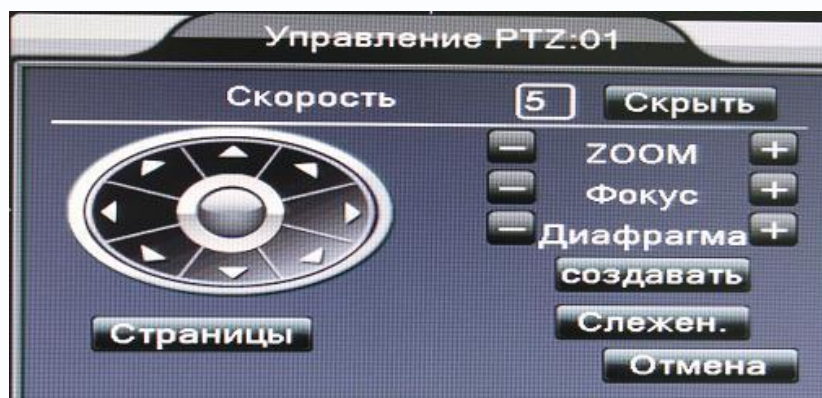 Управление PTZ:01
Скорость 5 Скрыть
- ZOOM +
- Фокус +
- Диафрагма +
создавать
Страницы Слежен.
Отмена